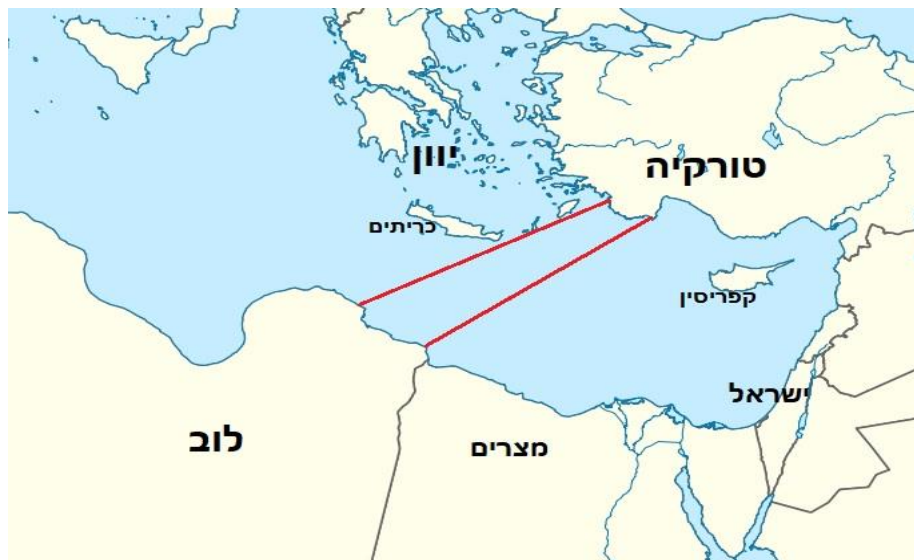 יוון
טורקיה
כריתים
קפריסין
ישראל
לוב
מצרים